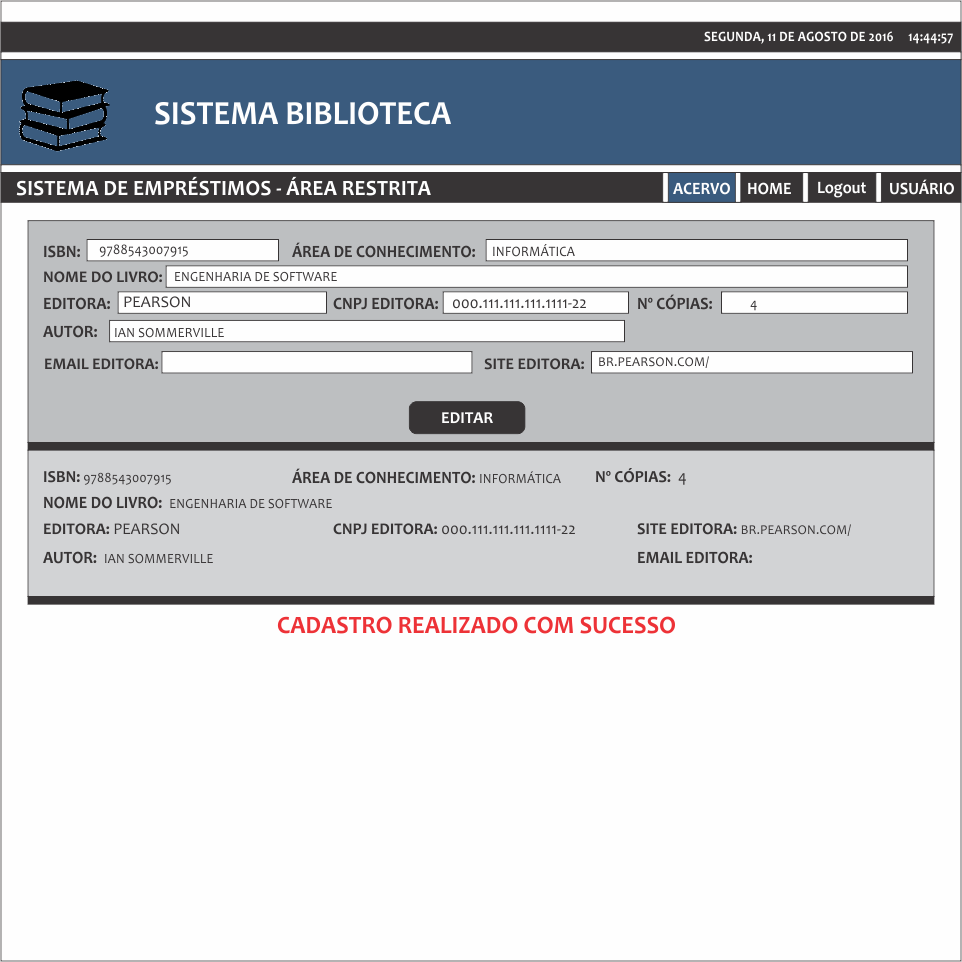 SEGUNDA, 11 DE AGOSTO DE 2016 14:44:57
SISTEMA BIBLIOTECA
SISTEMA DE EMPRÉSTIMOS - ÁREA RESTRITA ACERVO HOME Logout USUÁRIO
ISBN: 9788543007915 ÁREA DE CONHECIMENTO: INFORMÁTICA
NOME DO LIVRO: ENGENHARIA DE SOFTWARE
EDITORA: PEARSON CNPJ EDITORA: 000.111.111.111.1111-22 Nº CÓPIAS: 4
AUTOR: IAN SOMMERVILLE
EMAIL EDITORA: SITE EDITORA: BR.PEARSON.COM/
EDITAR
ISBN: 9788543007915 ÁREA DE CONHECIMENTO: INFORMÁTICA Nº CÓPIAS: 4
NOME DO LIVRO: ENGENHARIA DE SOFTWARE
EDITORA: PEARSON CNPJ EDITORA: 000.111.111.111.1111-22 SITE EDITORA: BR.PEARSON.COM/
AUTOR: IAN SOMMERVILLE EMAIL EDITORA:
CADASTRO REALIZADO COM SUCESSO